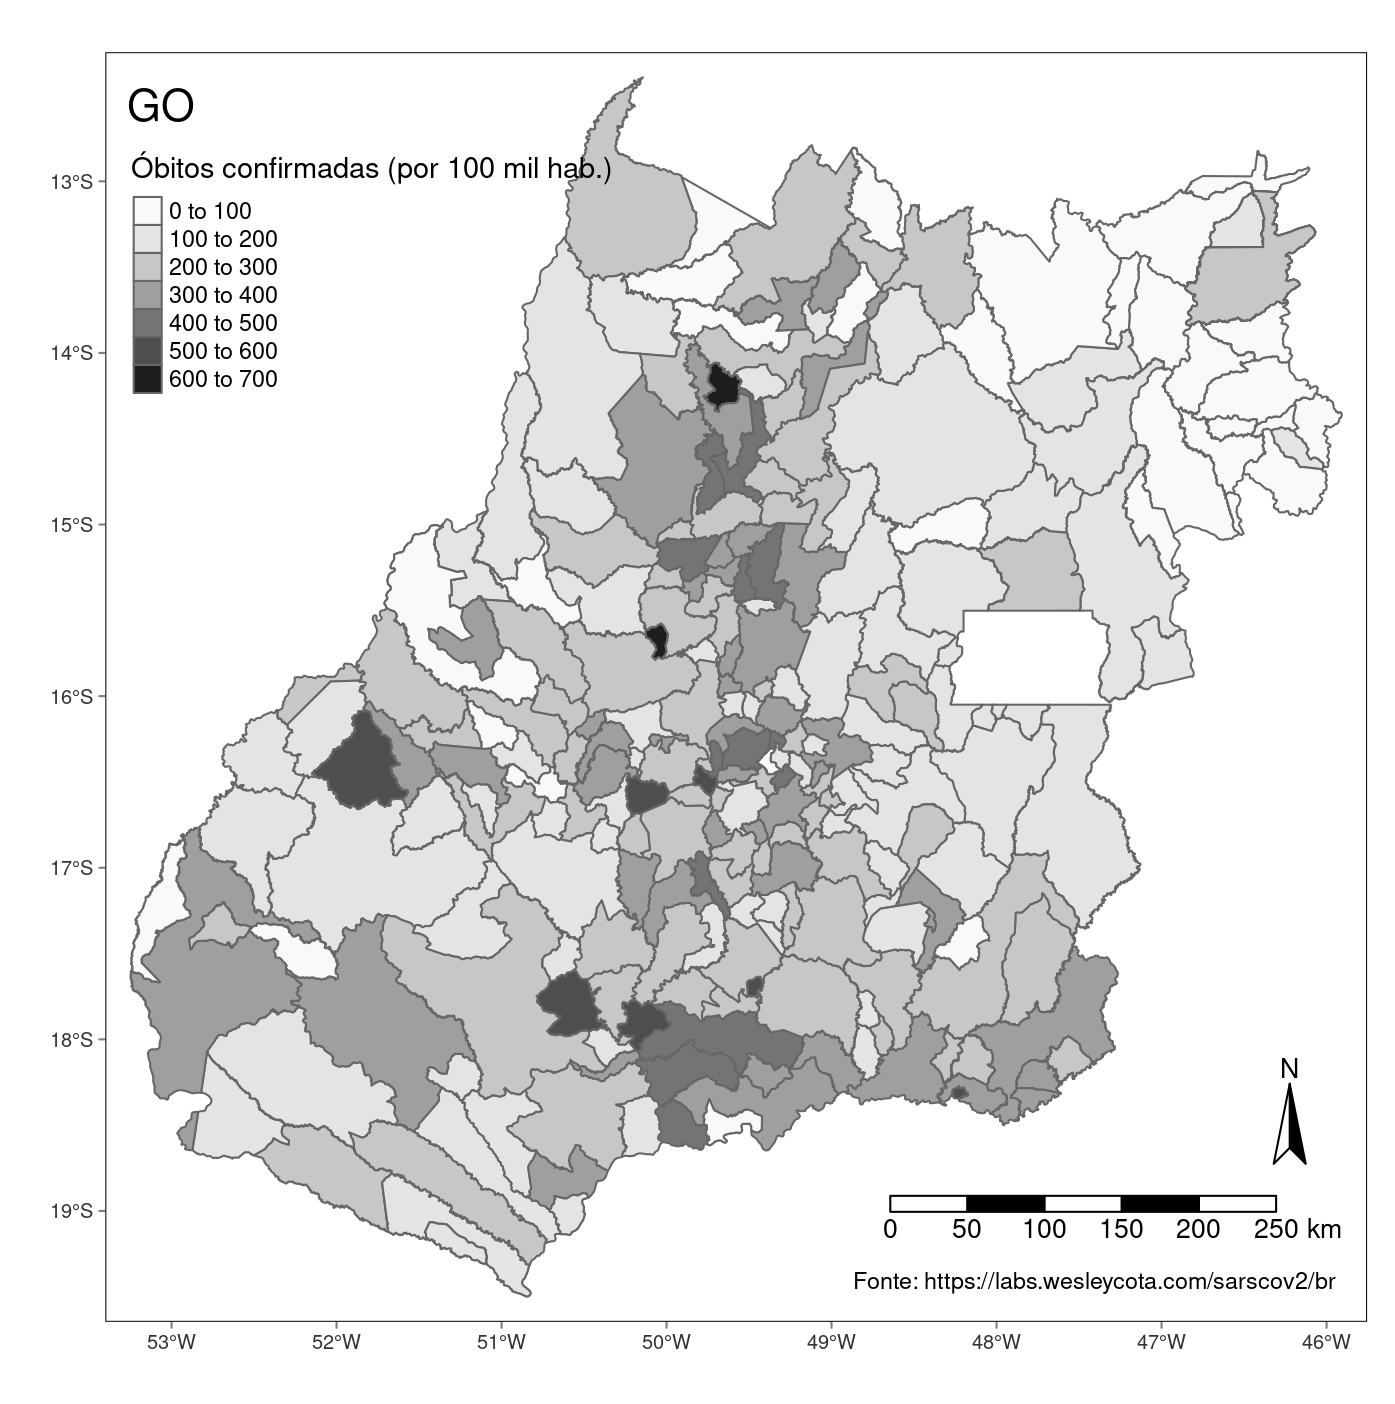 GO
Óbitos confirmadas (por 100 mil hab.)
0 to 100
100 to 200
200 to 300
300 to 400
400 to 500
500 to 600
600 to 700
13°S
14°S
15°S
16°S
17°S
18°S
19°S
N
0 50 100 150 200 250 km
Fonte: https://labs.wesleycota.com/sarscov2/br
53°W 52°W 51°W 50°W 49°W 48°W 47°W 46°W